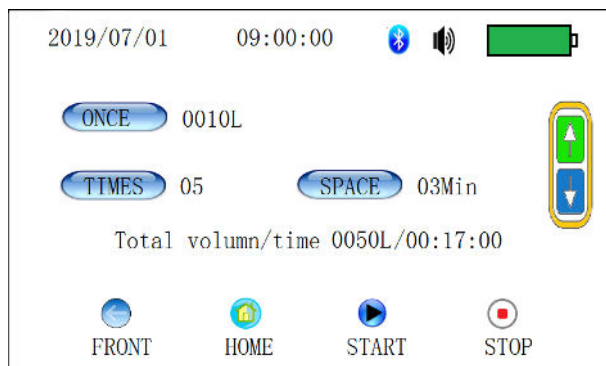 2019/07/01 09:00:00
ONCE 0010L
TIMES 05 SPACE 03Min
Total volumn/time 0050L/00:17:00
FRONT HOME START STOP